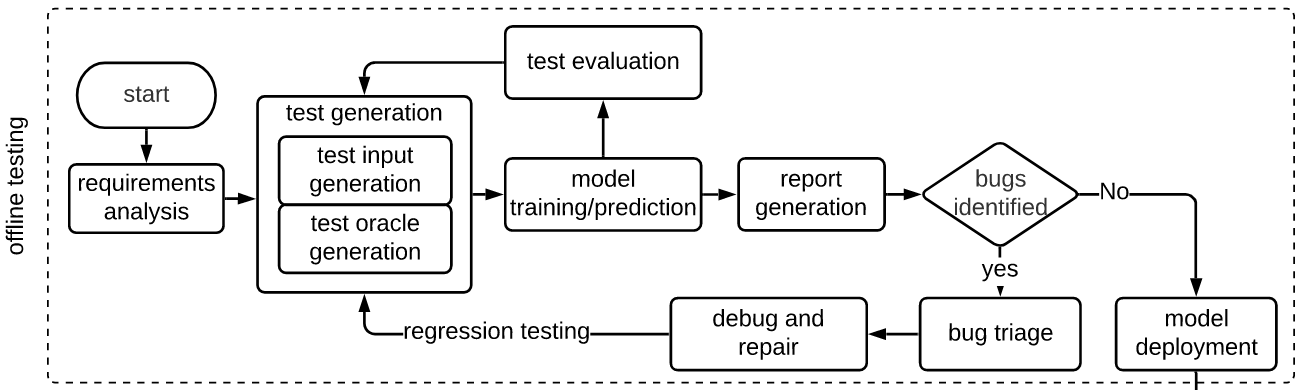 offline testing
start
requirements
analysis
test generation
test input
generation
test oracle
generation
test evaluation
model
training/prediction
report
generation
bugs
identified
No
yes
regression testing
debug and
repair
bug triage
model
deployment